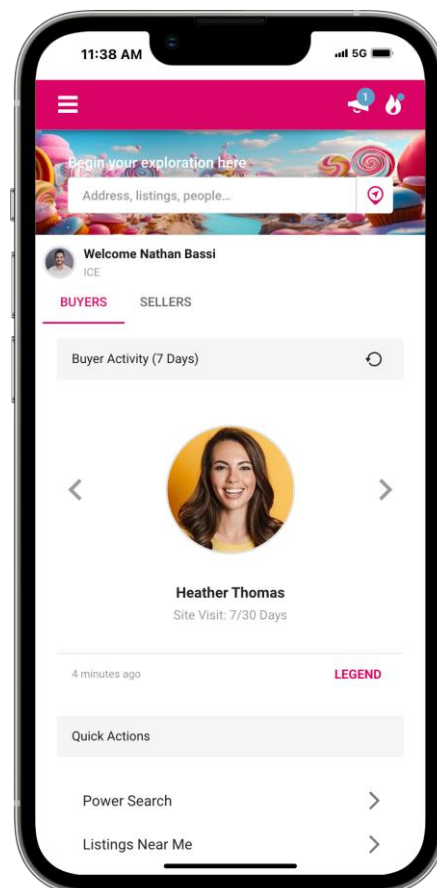 11:38 AM
5G
1
Begin your exploration here
Address, listings, people...
Welcome Nathan Bassi
ICE
BUYERS SELLERS
Buyer Activity (7 Days)
Heather Thomas
Site Visit: 7/30 Days
4 minutes ago LEGEND
Quick Actions
Power Search
Listings Near Me